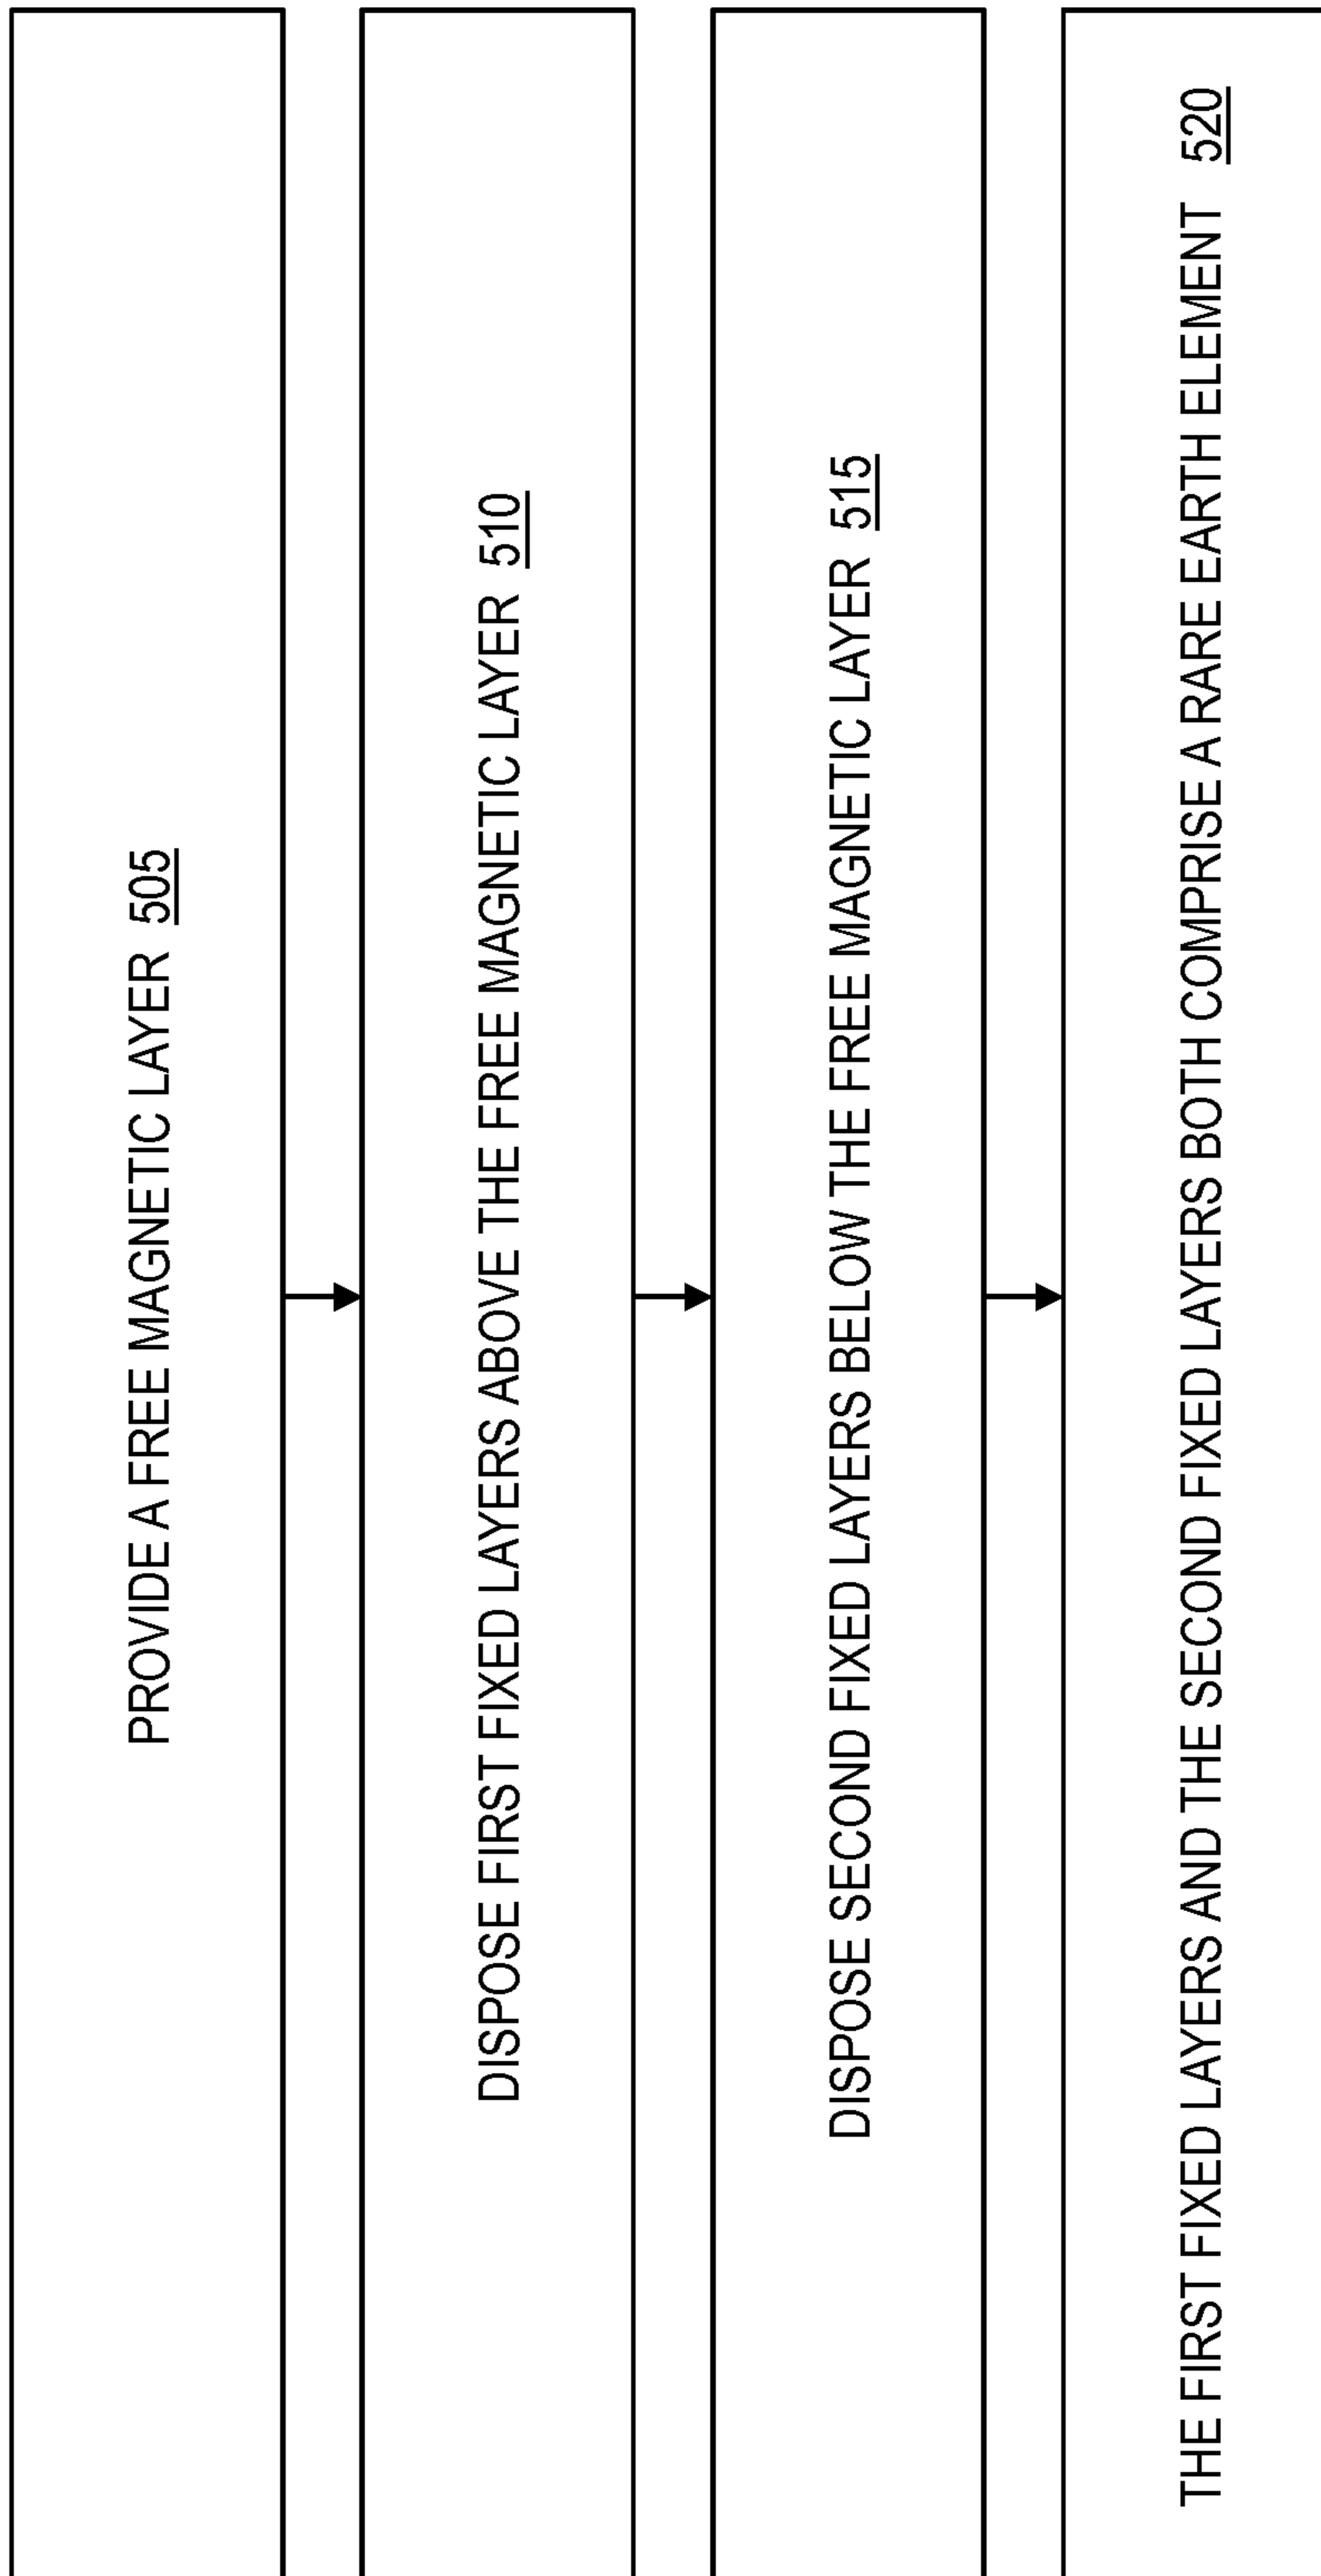 PROVIDE A FREE MAGNETIC LAYER 505
DISPOSE FIRST FIXED LAYERS ABOVE THE FREE MAGNETIC LAYER 510
DISPOSE SECOND FIXED LAYERS BELOW THE FREE MAGNETIC LAYER 515
THE FIRST FIXED LAYERS AND THE SECOND FIXED LAYERS BOTH COMPRISE A RARE EARTH ELEMENT 520